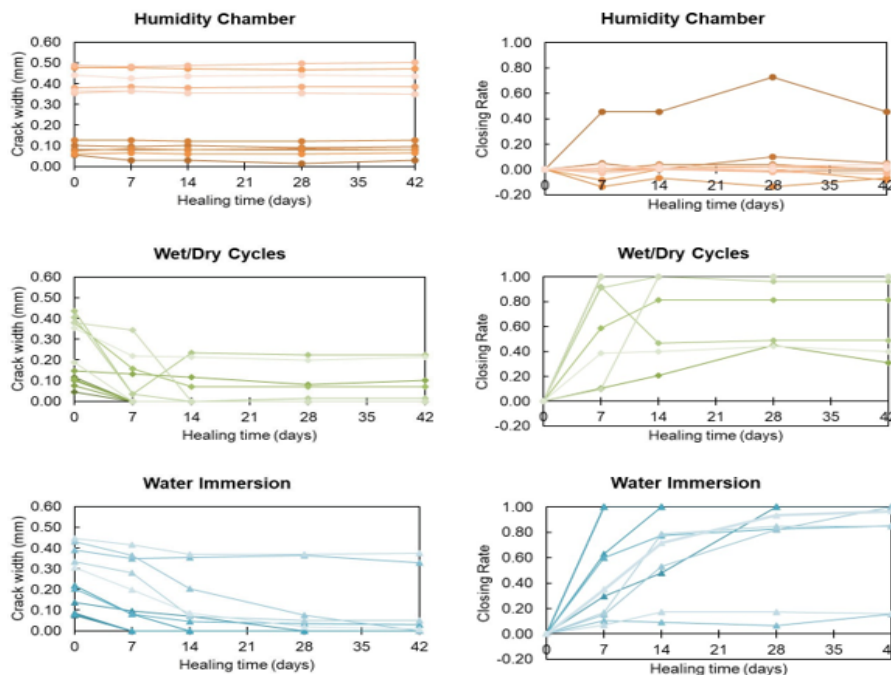 Humidity Chamber
0.60
0.50
0.40
0.30
0.20
0.10
0.00
Crack width (mm)
0 7 14 21 28 35 42
Healing time (days)
Humidity Chamber
1.00
0.80
0.60
0.40
0.20
0.00
-0.20
Closing Rate
0 7 14 21 28 35 42
Healing time (days)
Wet/Dry Cycles
0.60
0.50
0.40
0.30
0.20
0.10
0.00
Crack width (mm)
0 7 14 21 28 35 42
Healing time (days)
Wet/Dry Cycles
1.00
0.80
0.60
0.40
0.20
0.00
-0.20
Closing Rate
0 7 14 21 28 35 42
Healing time (days)
Water Immersion
0.60
0.50
0.40
0.30
0.20
0.10
0.00
Crack width (mm)
0 7 14 21 28 35 42
Healing time (days)
Water Immersion
1.00
0.80
0.60
0.40
0.20
0.00
-0.20
Closing Rate
0 7 14 21 28 35 42
Healing time (days)